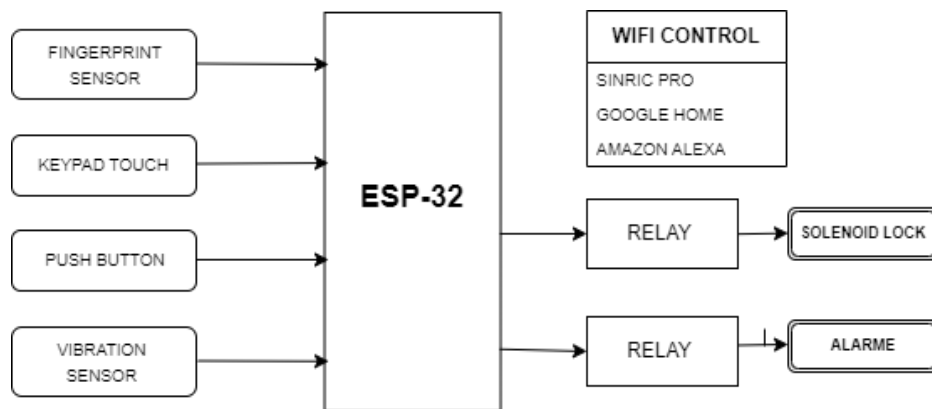 FINGERPRINT
SENSOR
KEYPAD TOUCH
PUSH BUTTON
VIBRATION
SENSOR
ESP-32
WIFI CONTROL
SINRIC PRO
GOOGLE HOME
AMAZON ALEXA
RELAY
SOLENOID LOCK
RELAY
ALARME